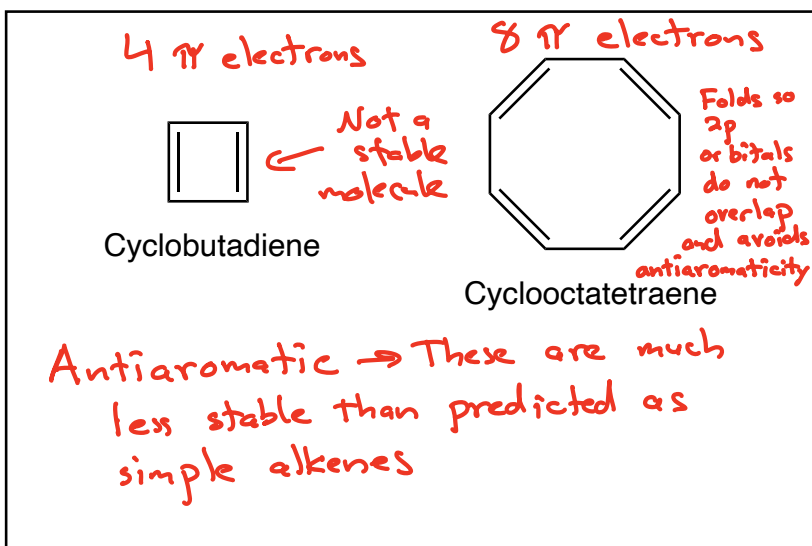 4 π electrons
8 π electrons
Not a
stable
molecule
Folds so
2p
orbitals
do not
overlap
and avoids
antiaromaticity
Cyclobutadiene
Cyclooctatetraene
Antiaromatic → These are much
less stable than predicted as
simple alkenes